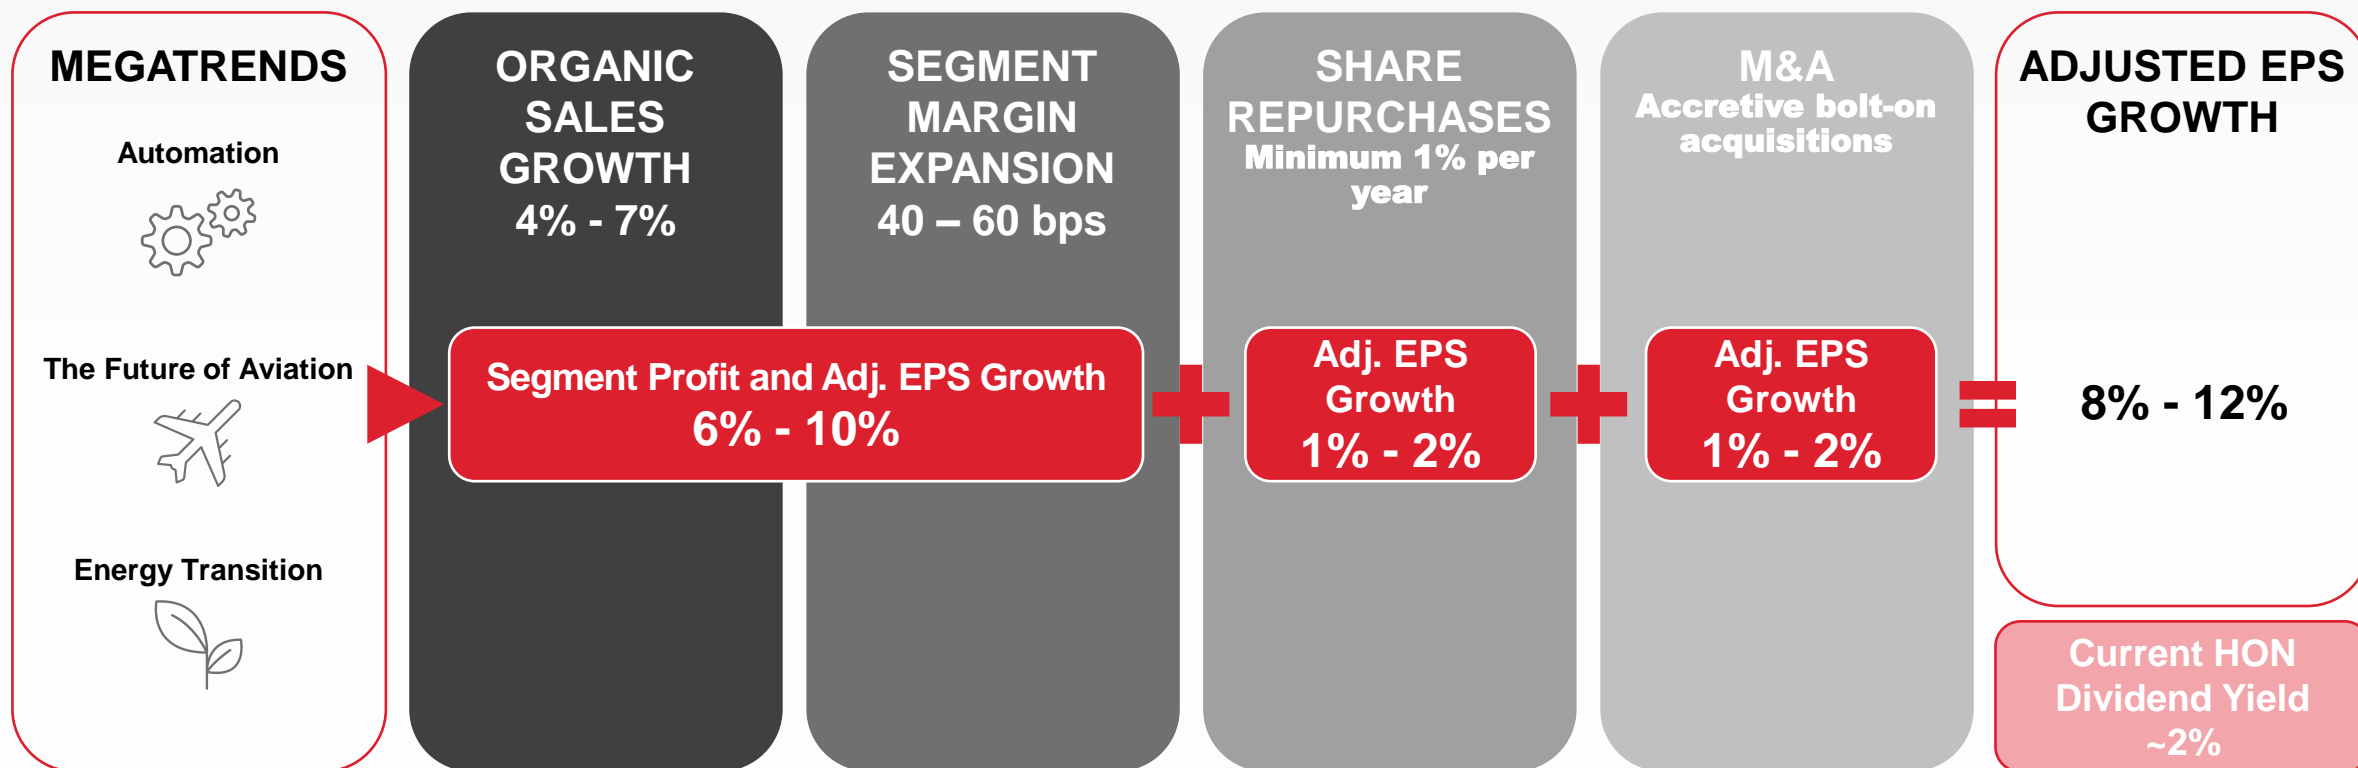 MEGATRENDS
Automation
The Future of Aviation
Energy Transition
ORGANIC
SALES
GROWTH
4% - 7%
SEGMENT
MARGIN
EXPANSION
40 – 60 bps
Segment Profit and Adj. EPS Growth
6% - 10%
SHARE
REPURCHASES
Minimum 1% per
year
Adj. EPS
Growth
1% - 2%
M&A
Accretive bolt-on
acquisitions
Adj. EPS
Growth
1% - 2%
ADJUSTED EPS
GROWTH
8% - 12%
Current HON
Dividend Yield
~2%